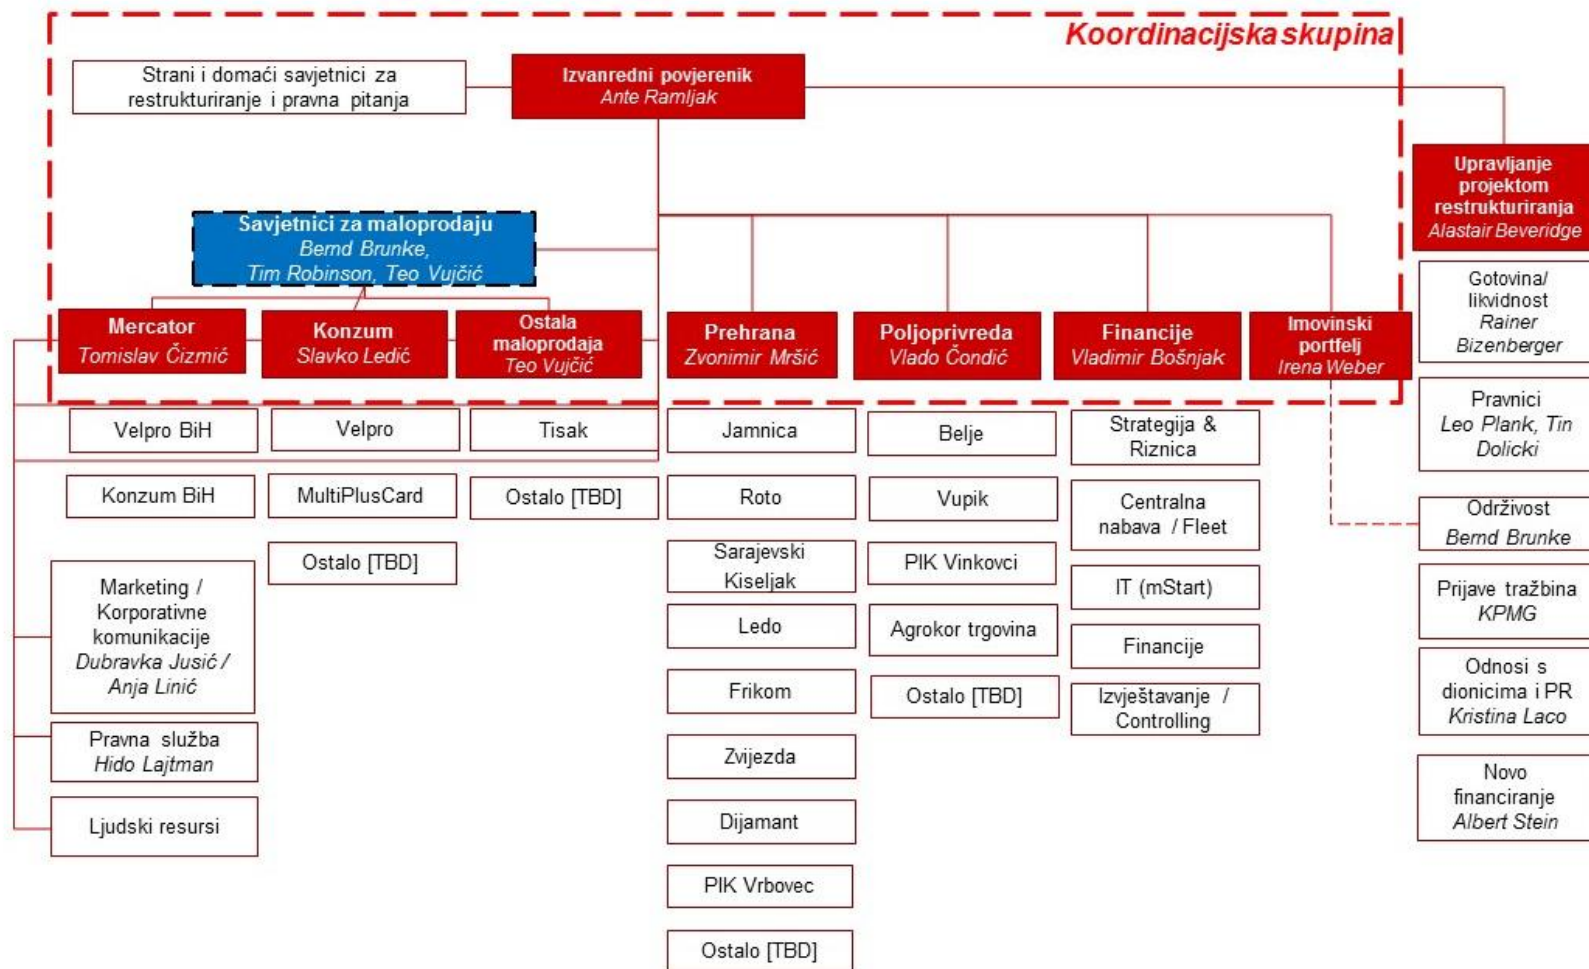 Koordinacijska skupina
Strani i domaći savjetnici za
restrukturiranje i pravna pitanja
Izvanredni povjerenik
Ante Ramljak
Upravljanje
projektom
restrukturiranja
Alastair Beveridge
Savjetnici za maloprodaju
Bernd Brunke,
Tim Robinson, Teo Vujčić
Mercator
Tomislav Čizmić
Konzum
Slavko Ledić
Ostala
maloprodaja
Teo Vujčić
Prehrana
Zvonimir Mršić
Poljoprivreda
Vlado Čondić
Financije
Vladimir Bošnjak
Imovinski
portfelj
Irena Weber
Velpro BiH
Konzum BiH
Marketing /
Korporativne
komunikacije
Dubravka Jusić /
Anja Linić
Pravna služba
Hido Lajtman
Ljudski resursi
Velpro
MultiPlusCard
Ostalo [TBD]
Tisak
Ostalo [TBD]
Jamnica
Roto
Sarajevski
Kiseljak
Ledo
Frikom
Zvijezda
Dijamant
PIK Vrbovec
Ostalo [TBD]
Belje
Vupik
PIK Vinkovci
Agrokor trgovina
Ostalo [TBD]
Strategija &
Riznica
Centralna
nabava / Fleet
IT (mStart)
Financije
Izvještavanje /
Controlling
Gotovina/
likvidnost
Rainer
Bizenberger
Pravnici
Leo Plank, Tin
Dolicki
Održivost
Bernd Brunke
Prijave tražbina
KPMG
Odnosi s
dionicima i PR
Kristina Laco
Novo
financiranje
Albert Stein